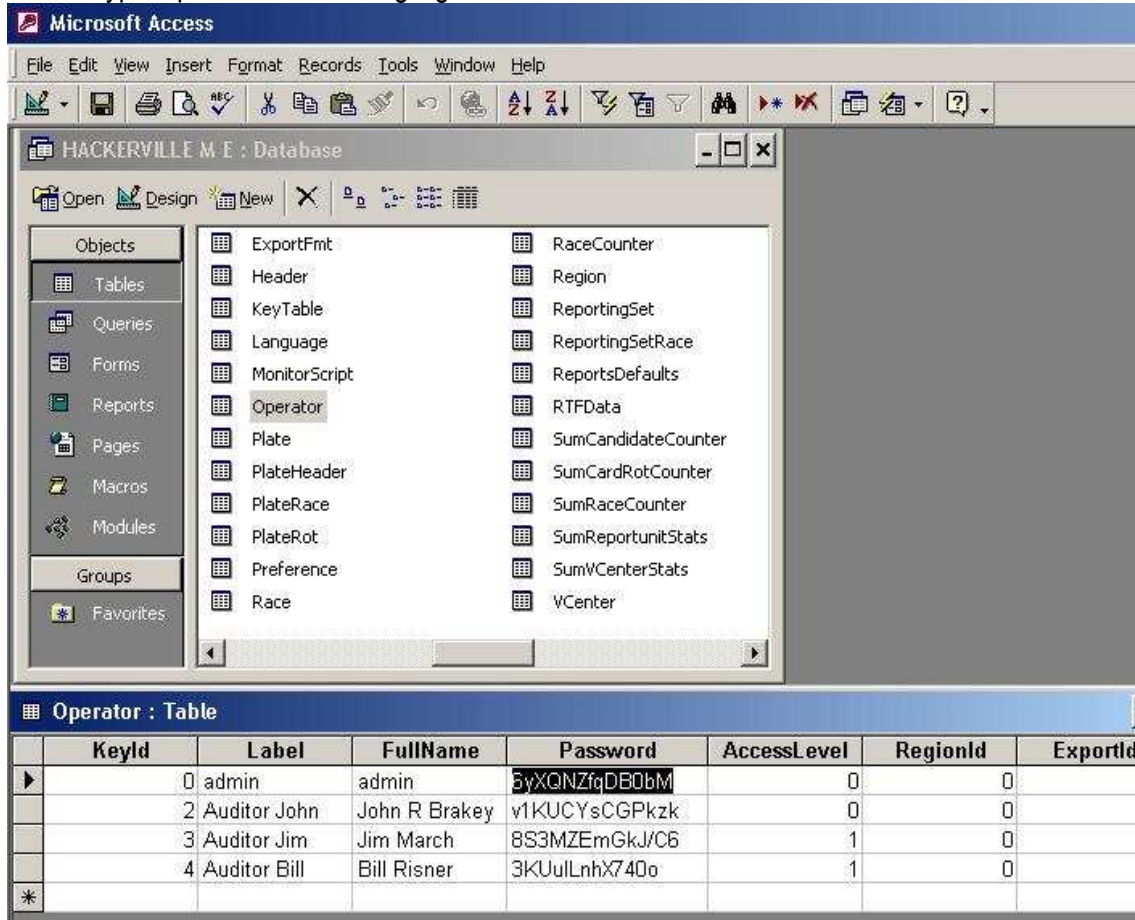 Microsoft Access
File Edit View Insert Format Records Tools Window Help
HACKERVILLE M E : Database
Open Design New
Objects
Tables
Queries
Forms
Reports
Pages
Macros
Modules
Groups
Favorites
ExportFmt
Header
KeyTable
Language
MonitorScript
Operator
Plate
PlateHeader
PlateRace
PlateRot
Preference
Race
RaceCounter
Region
ReportingSet
ReportingSetRace
ReportsDefaults
RTFData
SumCandidateCounter
SumCardRotCounter
SumRaceCounter
SumReportunitStats
SumVCenterStats
VCenter
Operator : Table
KeyId Label FullName Password AccessLevel RegionId ExportId
0 admin admin 6yXQNZfqDB0bM 0 0
2 Auditor John John R Brakey v1KUCYsCGPkzk 0 0
3 Auditor Jim Jim March 8S3MZEmGkJ/C6 1 0
4 Auditor Bill Bill Risner 3KUulLnhX740o 1 0